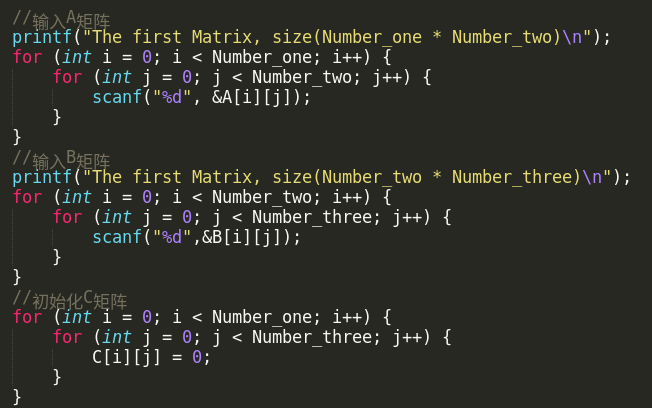 //输入A矩阵
printf("The first Matrix, size(Number_one * Number_two)\n");
for (int i = 0; i < Number_one; i++) {
    for (int j = 0; j < Number_two; j++) {
        scanf("%d", &A[i][j]);
    }
}
//输入B矩阵
printf("The first Matrix, size(Number_two * Number_three)\n");
for (int i = 0; i < Number_two; i++) {
    for (int j = 0; j < Number_three; j++) {
        scanf("%d",&B[i][j]);
    }
}
//初始化C矩阵
for (int i = 0; i < Number_one; i++) {
    for (int j = 0; j < Number_three; j++) {
        C[i][j] = 0;
    }
}